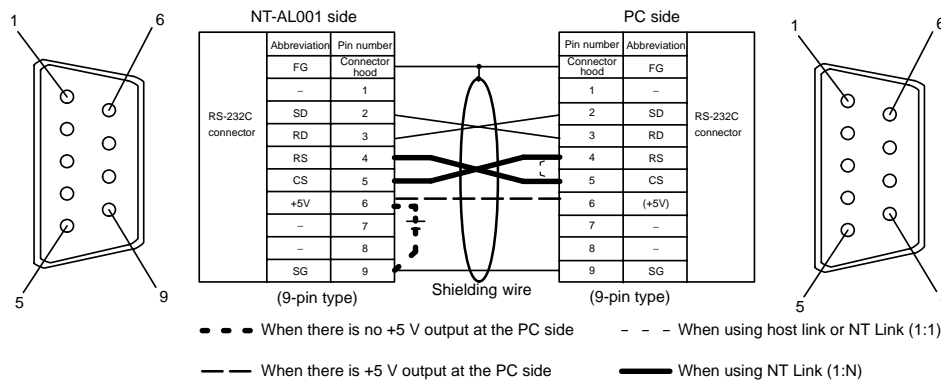 NT-AL001 side
PC side
1
6
5
9
RS-232C
connector
Abbreviation Pin number
FG Connector
hood
– 1
SD 2
RD 3
RS 4
CS 5
+5V 6
– 7
– 8
SG 9
(9-pin type)
Shielding wire
Pin number Abbreviation
Connector
hood FG
1 –
2 SD
3 RD
4 RS
5 CS
6 (+5V)
7 –
8 –
9 SG
RS-232C
connector
(9-pin type)
1
5
When there is no +5 V output at the PC side
When using host link or NT Link (1:1)
When there is +5 V output at the PC side
When using NT Link (1:N)